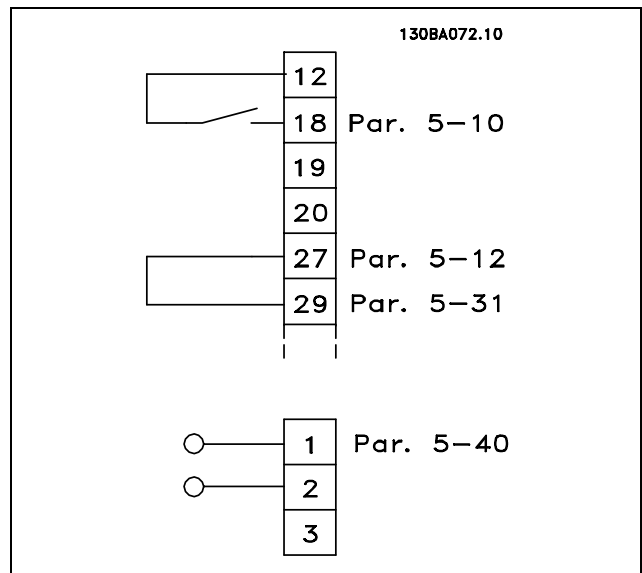 130BA072.10
12
18 Par. 5-10
19
20
27 Par. 5-12
29 Par. 5-31
1 Par. 5-40
2
3